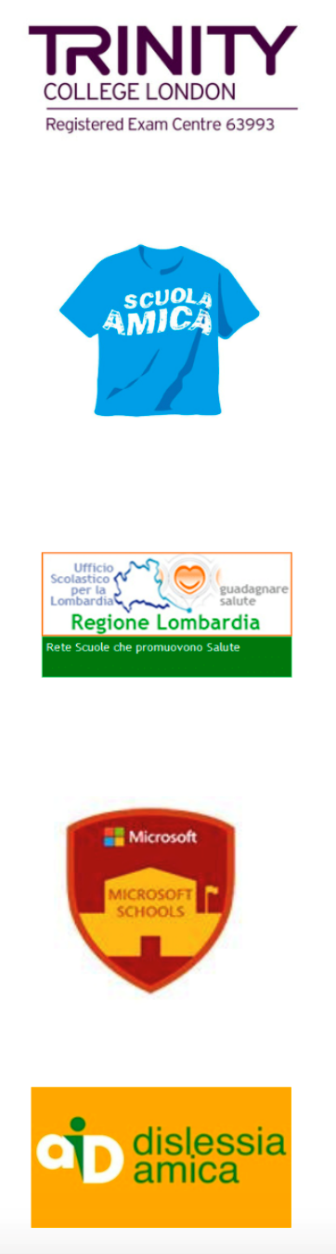 TRINITY
COLLEGE LONDON
Registered Exam Centre 63993
SCUOLA
AMICA
Ufficio
Scolastico
per la
Lombardia
guadagnare
salute
Regione Lombardia
Rete Scuole che promuovono Salute
Microsoft
MICROSOFT
SCHOOLS
aiD
dislessia
amica